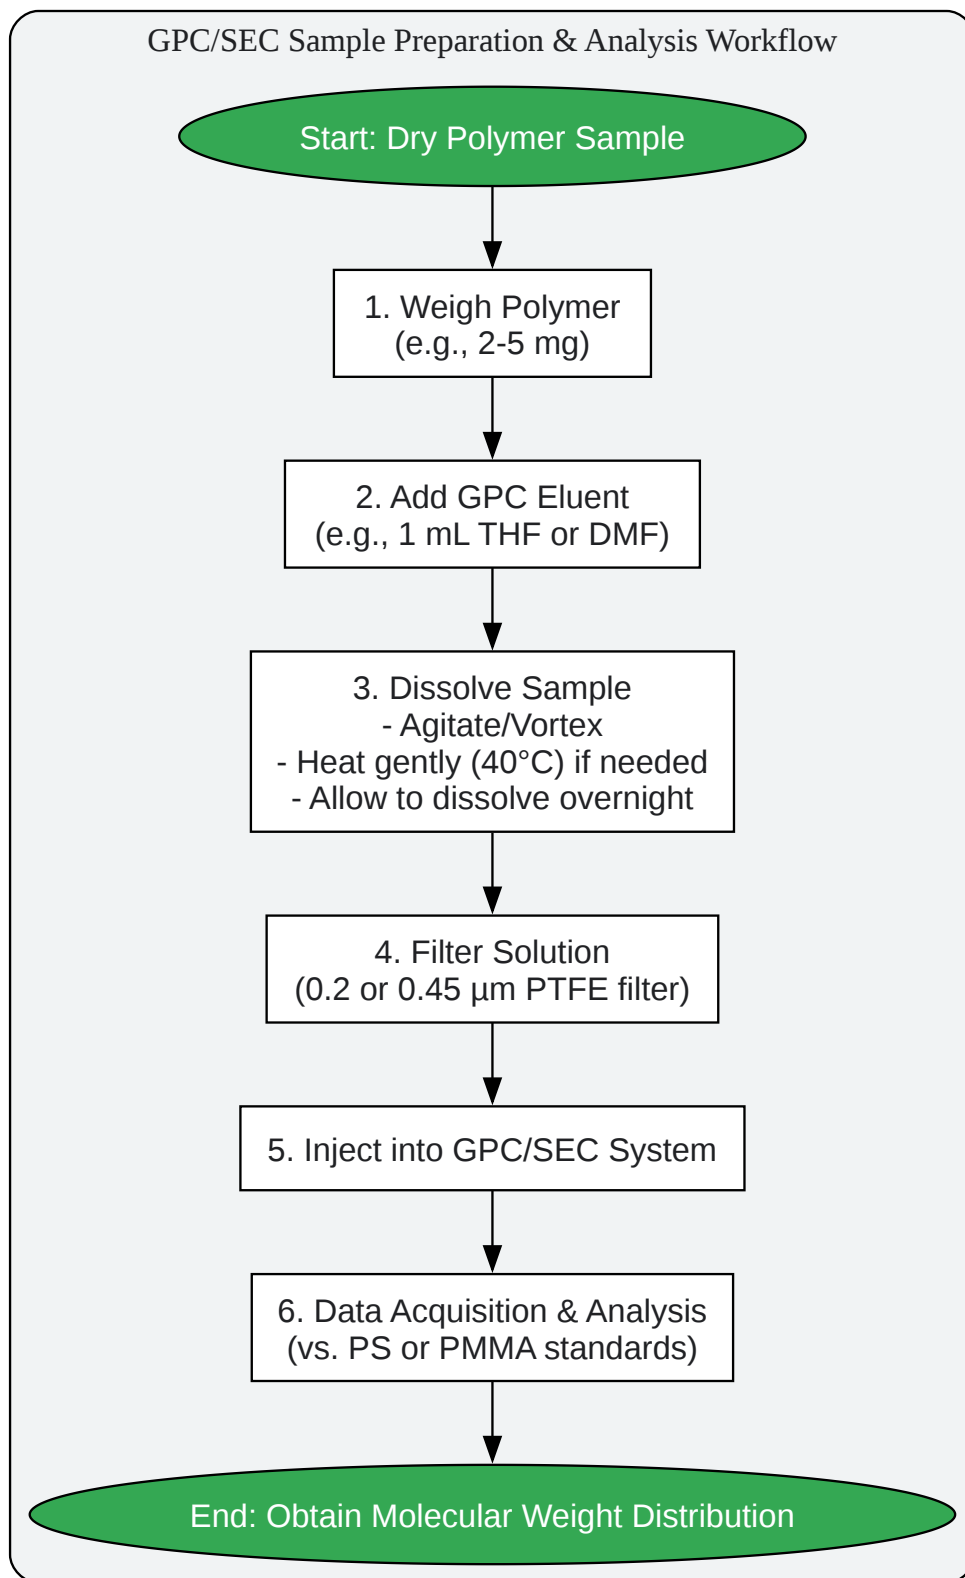 GPC/SEC Sample Preparation & Analysis Workflow
Start: Dry Polymer Sample
1. Weigh Polymer
(e.g., 2-5 mg)
2. Add GPC Eluent
(e.g., 1 mL THF or DMF)
3. Dissolve Sample
- Agitate/Vortex
- Heat gently (40°C) if needed
- Allow to dissolve overnight
4. Filter Solution
(0.2 or 0.45 µm PTFE filter)
5. Inject into GPC/SEC System
6. Data Acquisition & Analysis
(vs. PS or PMMA standards)
End: Obtain Molecular Weight Distribution